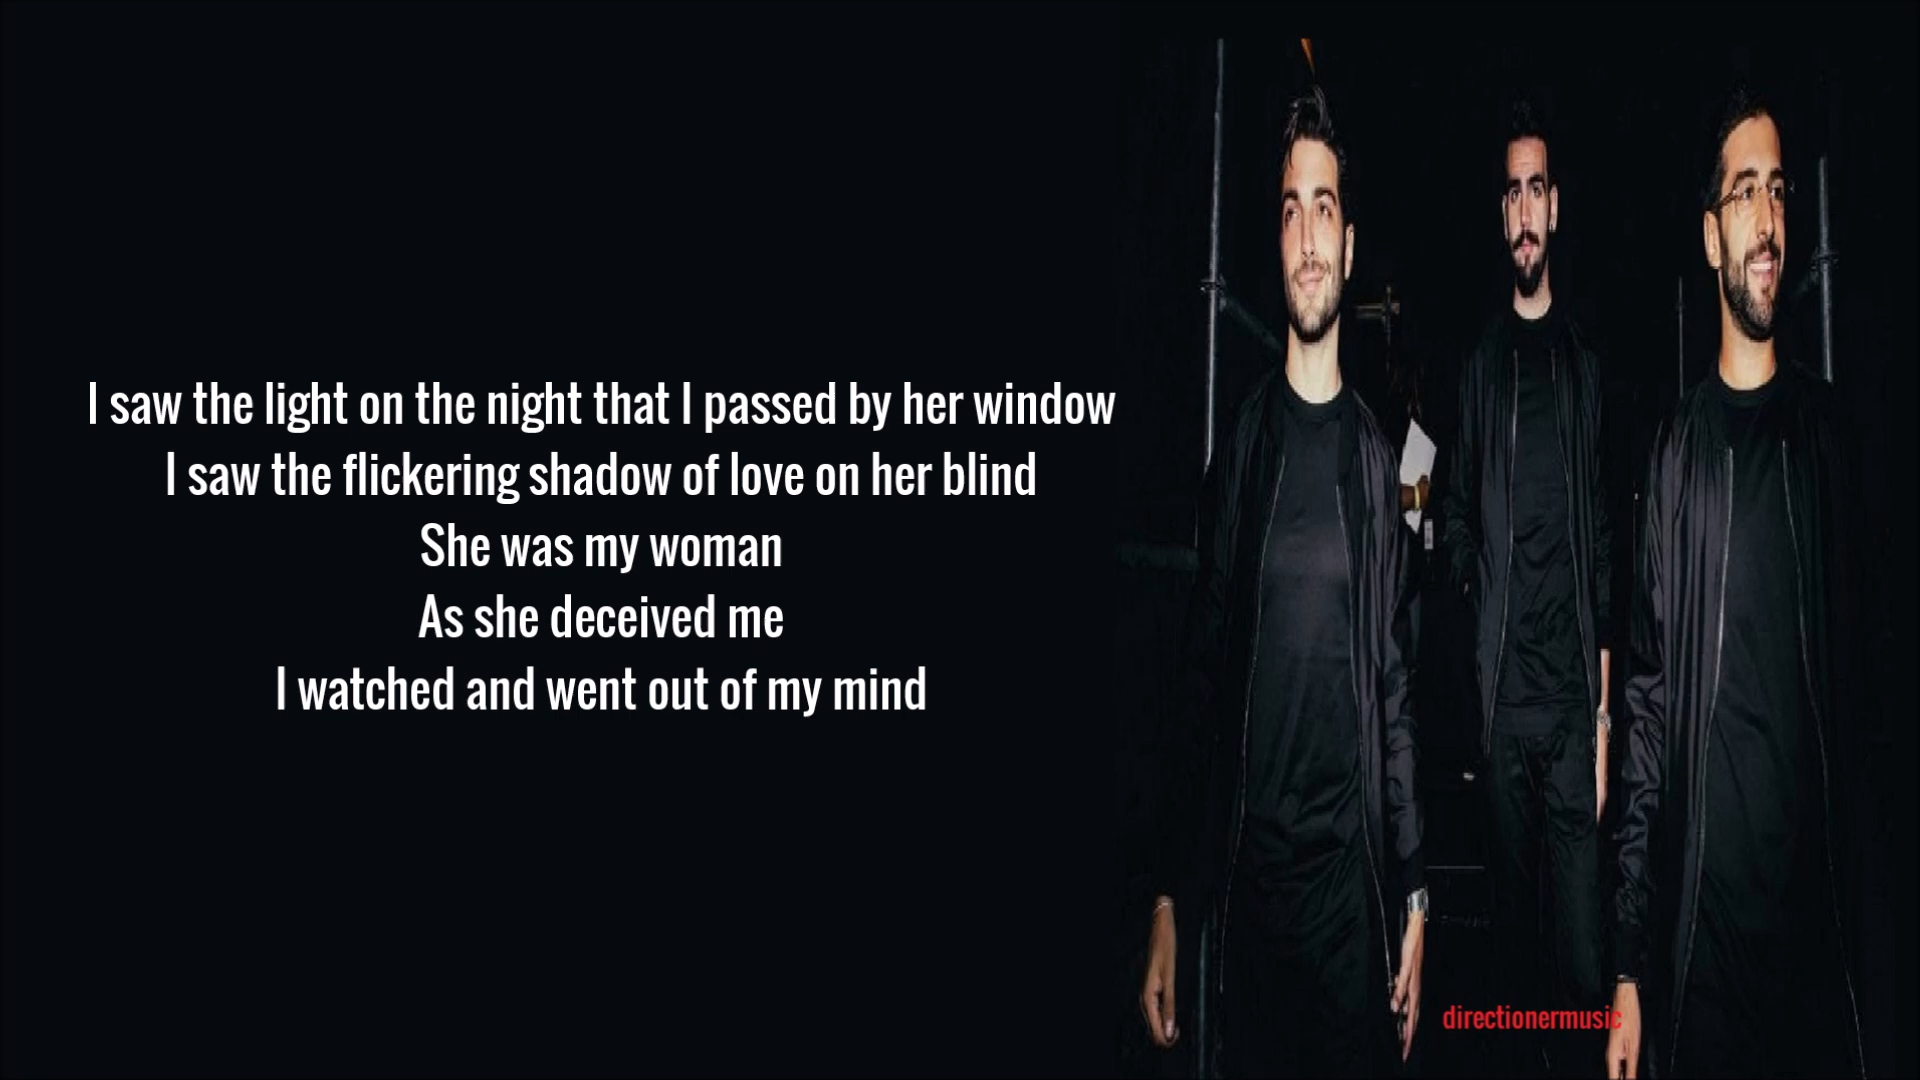 I saw the light on the night that I passed by her window
I saw the flickering shadow of love on her blind
She was my woman
As she deceived me
I watched and went out of my mind
directionermusic